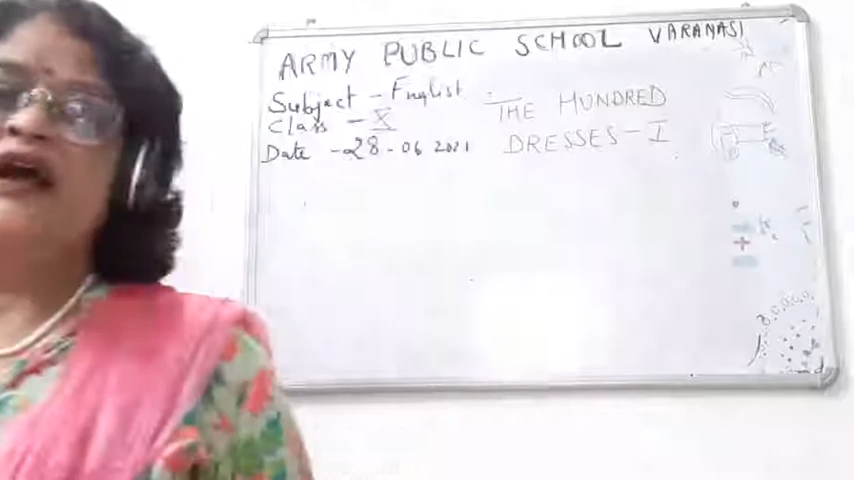 ARMY PUBLIC SCHOOL VARANASI
Subject - English
Class - X
Date - 28-06 2021
THE HUNDRED
DRESSES - I